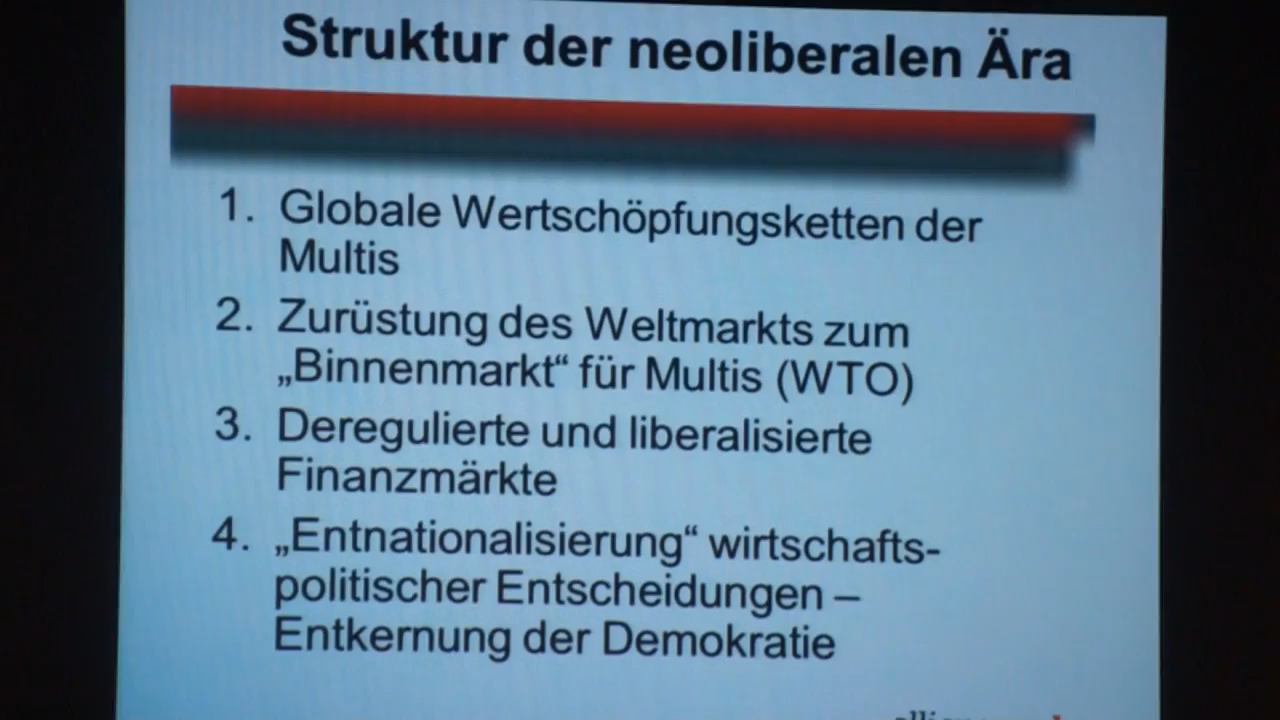 Struktur der neoliberalen Ära
1. Globale Wertschöpfungsketten der
Multis
2. Zurüstung des Weltmarkts zum
„Binnenmarkt“ für Multis (WTO)
3. Deregulierte und liberalisierte
Finanzmärkte
4. „Entnationalisierung“ wirtschafts-
politischer Entscheidungen –
Entkernung der Demokratie